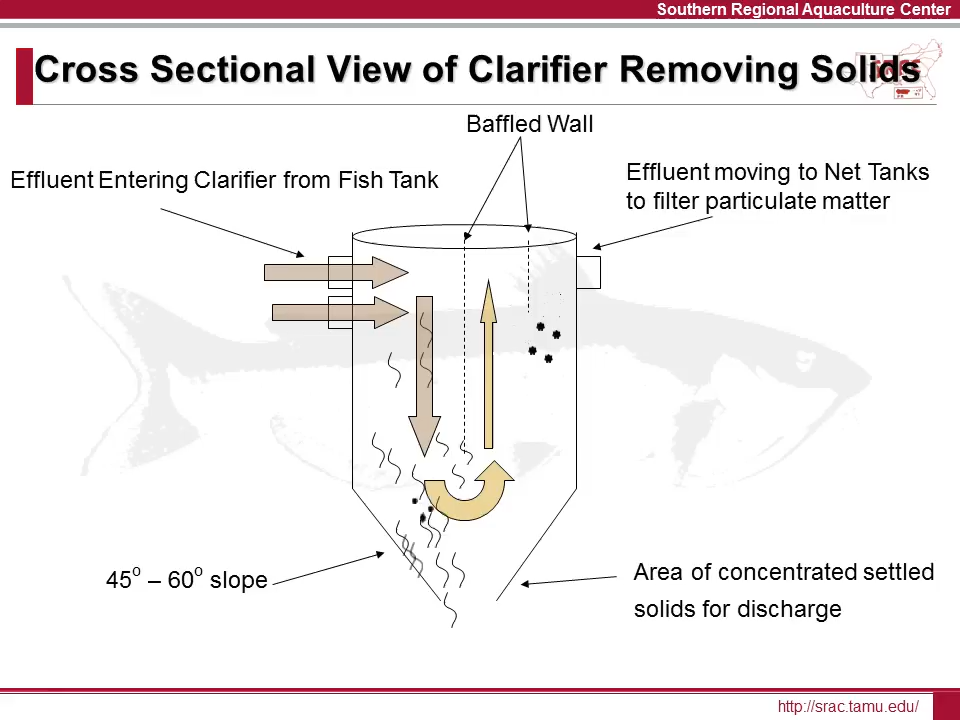 Southern Regional Aquaculture Center
Cross Sectional View of Clarifier Removing Solids
Baffled Wall
Effluent Entering Clarifier from Fish Tank
Effluent moving to Net Tanks
to filter particulate matter
45º – 60º slope
Area of concentrated settled
solids for discharge
http://srac.tamu.edu/